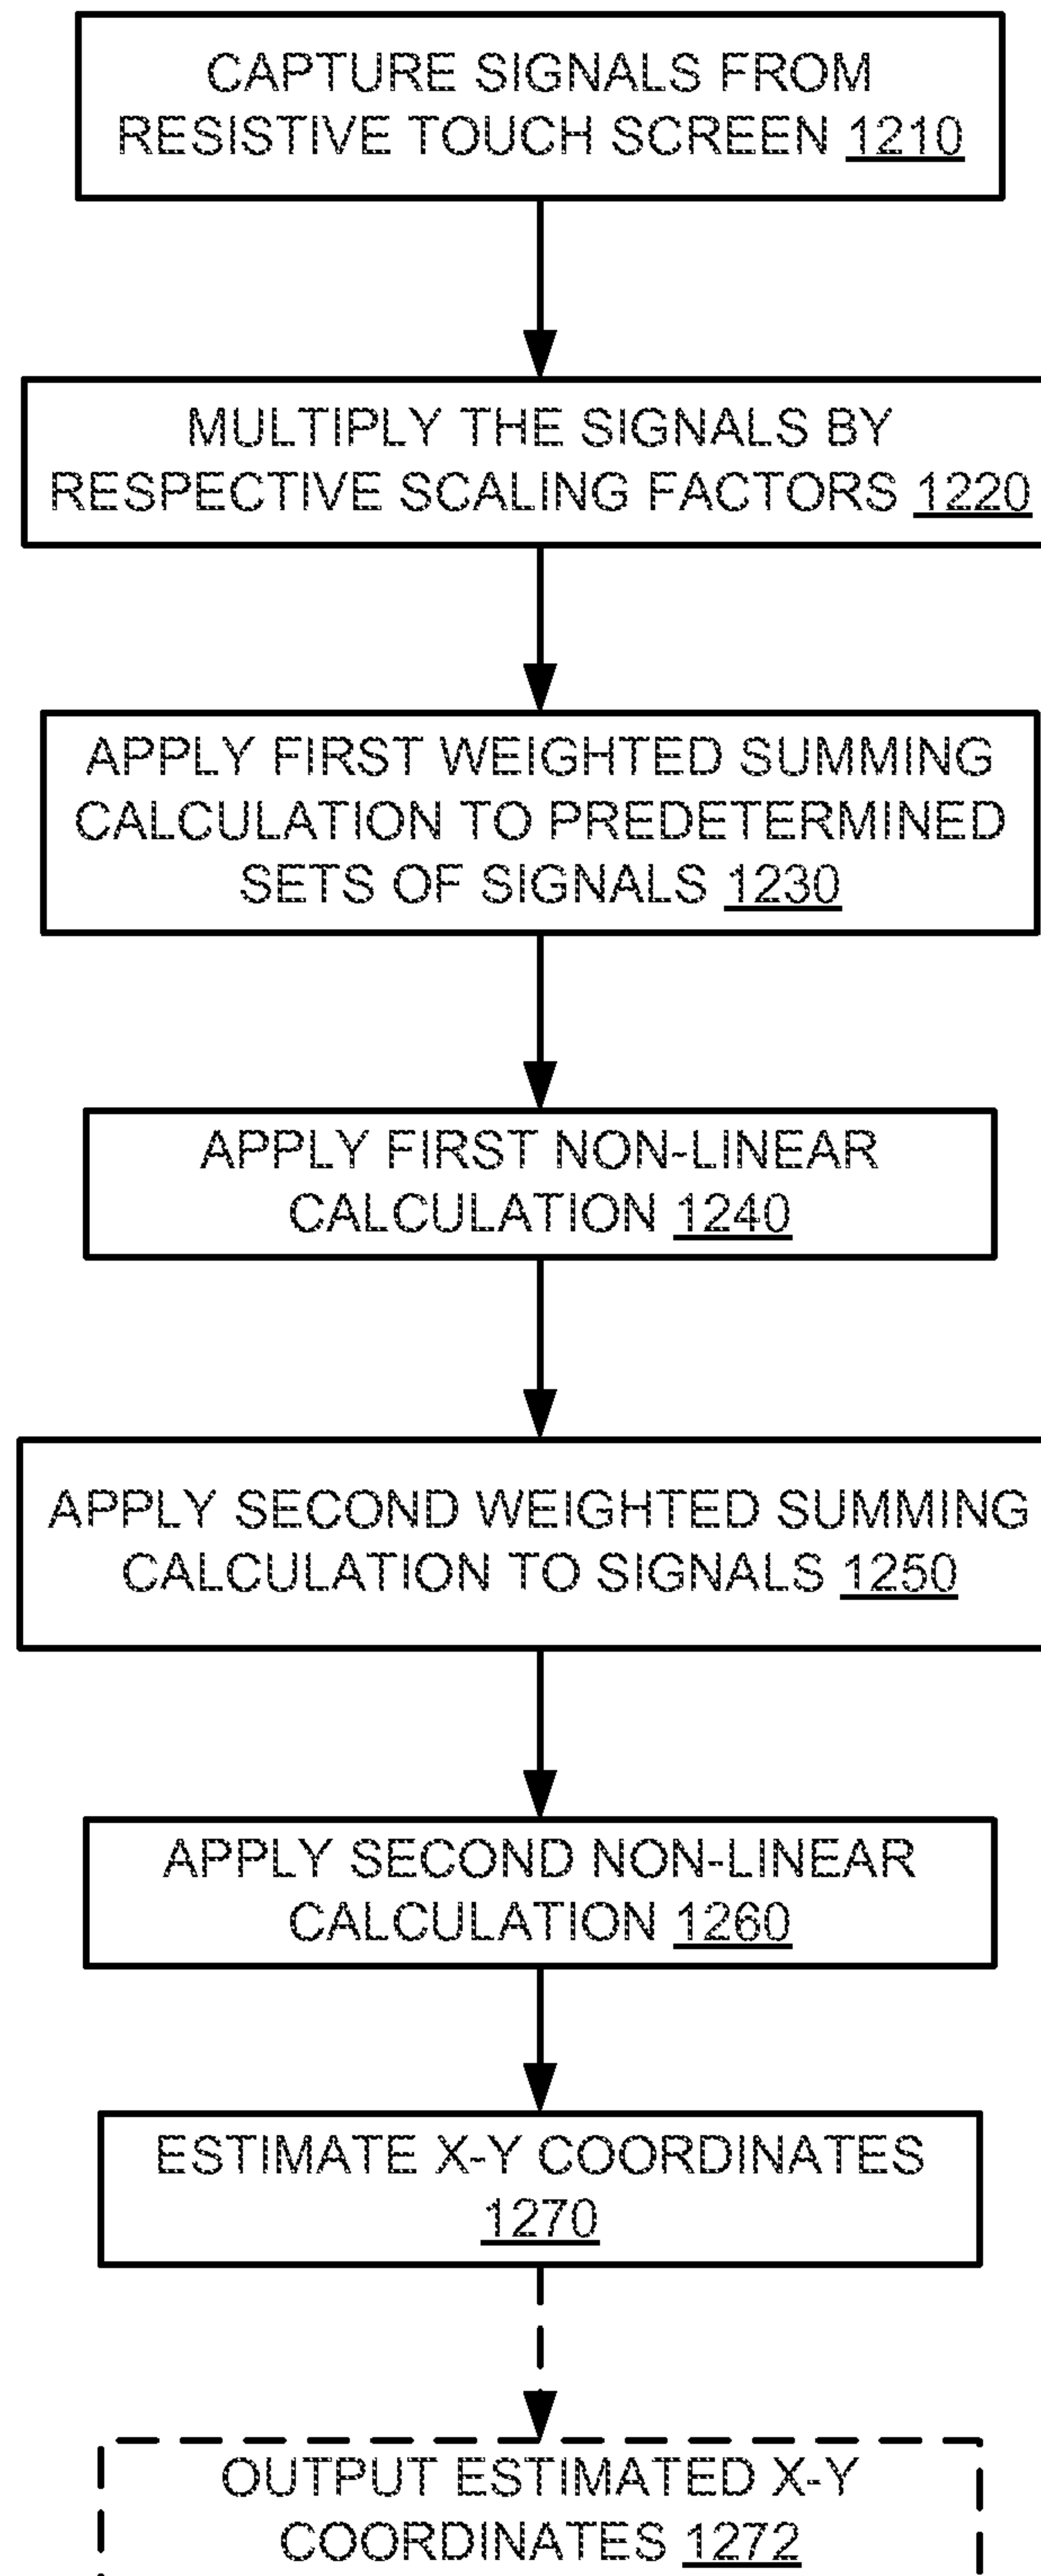 CAPTURE SIGNALS FROM
RESISTIVE TOUCH SCREEN 1210
MULTIPLY THE SIGNALS BY
RESPECTIVE SCALING FACTORS 1220
APPLY FIRST WEIGHTED SUMMING
CALCULATION TO PREDETERMINED
SETS OF SIGNALS 1230
APPLY FIRST NON-LINEAR
CALCULATION 1240
APPLY SECOND WEIGHTED SUMMING
CALCULATION TO SIGNALS 1250
APPLY SECOND NON-LINEAR
CALCULATION 1260
ESTIMATE X-Y COORDINATES
1270
OUTPUT ESTIMATED X-Y
COORDINATES 1272